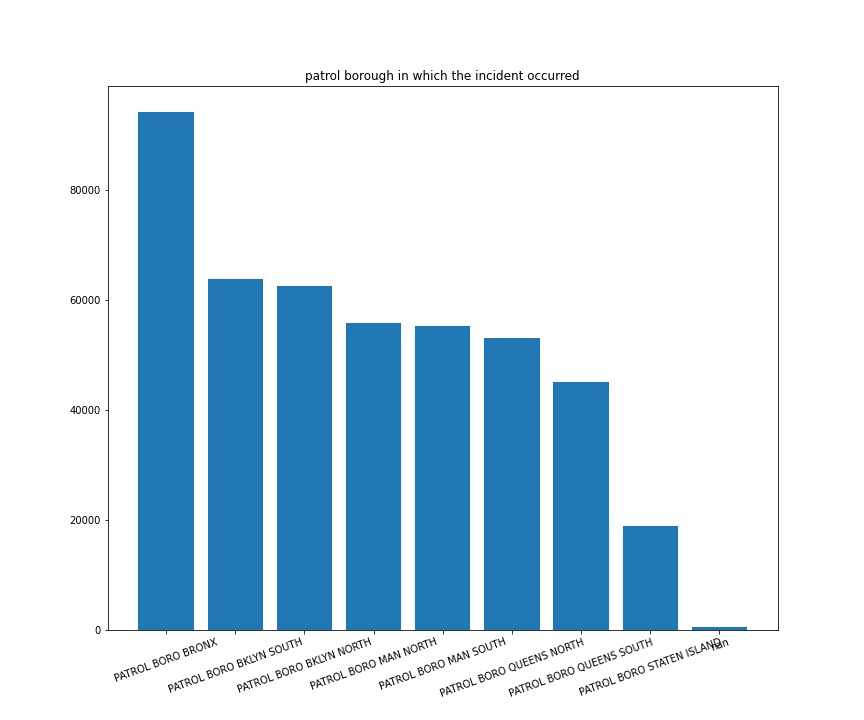 patrol borough in which the incident occurred
80000
60000
40000
20000
0
PATROL BORO BRONX
PATROL BORO BKLYN SOUTH
PATROL BORO BKLYN NORTH
PATROL BORO MAN NORTH
PATROL BORO MAN SOUTH
PATROL BORO QUEENS NORTH
PATROL BORO QUEENS SOUTH
PATROL BORO STATEN ISLAND
nan